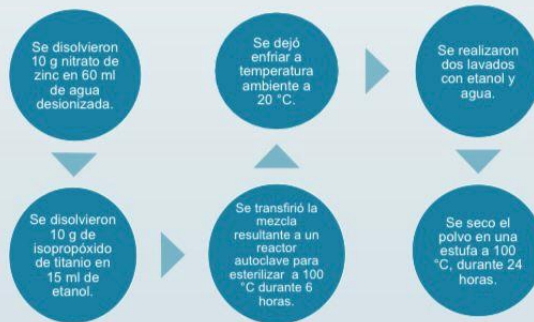 Se disolvieron
10 g nitrato de
zinc en 60 ml
de agua
desionizada.
Se disolvieron
10 g de
isopropóxido
de titanio en
15 ml de
etanol.
Se transfirió la
mezcla
resultante a un
reactor
autoclave para
esterilizar a 100
°C durante 6
horas.
Se dejó
enfriar a
temperatura
ambiente a
20 °C.
Se realizaron
dos lavados
con etanol y
agua.
Se seco el
polvo en una
estufa a 100
°C, durante 24
horas.